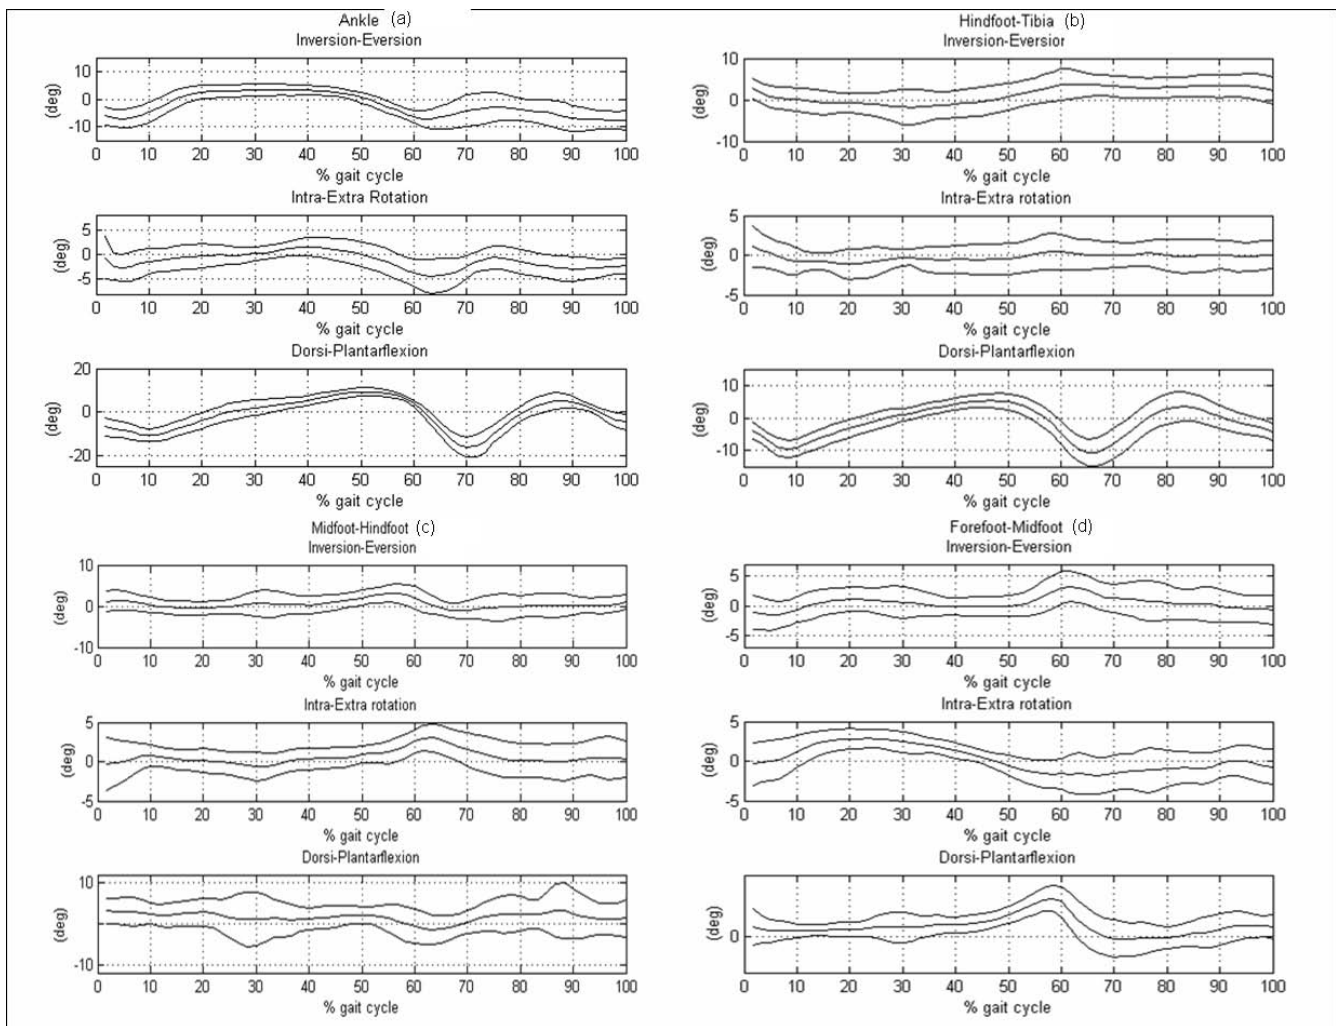 Ankle (a)
Inversion-Eversion
10
0
-10
(deg)
0 10 20 30 40 50 60 70 80 90 100
% gait cycle
Intra-Extra Rotation
5
0
-5
(deg)
0 10 20 30 40 50 60 70 80 90 100
% gait cycle
Dorsi-Plantarflexion
20
0
-20
(deg)
0 10 20 30 40 50 60 70 80 90 100
% gait cycle
Hindfoot-Tibia (b)
Inversion-Eversior
10
0
-10
(deg)
0 10 20 30 40 50 60 70 80 90 100
% gait cycle
Intra-Extra rotation
5
0
-5
(deg)
0 10 20 30 40 50 60 70 80 90 100
% gait cycle
Dorsi-Plantarflexion
10
0
-10
(deg)
0 10 20 30 40 50 60 70 80 90 100
% gait cycle
Midfoot-Hindfoot (c)
Inversion-Eversion
10
0
-10
(deg)
0 10 20 30 40 50 60 70 80 90 100
% gait cycle
Intra-Extra rotation
5
0
-5
(deg)
0 10 20 30 40 50 60 70 80 90 100
% gait cycle
Dorsi-Plantarflexion
10
0
-10
(deg)
0 10 20 30 40 50 60 70 80 90 100
% gait cycle
Forefoot-Midfoot (d)
Inversion-Eversion
5
0
-5
(deg)
0 10 20 30 40 50 60 70 80 90 100
% gait cycle
Intra-Extra rotation
5
0
-5
(deg)
0 10 20 30 40 50 60 70 80 90 100
% gait cycle
Dorsi-Plantarflexion
0
(deg)
0 10 20 30 40 50 60 70 80 90 100
% gait cycle